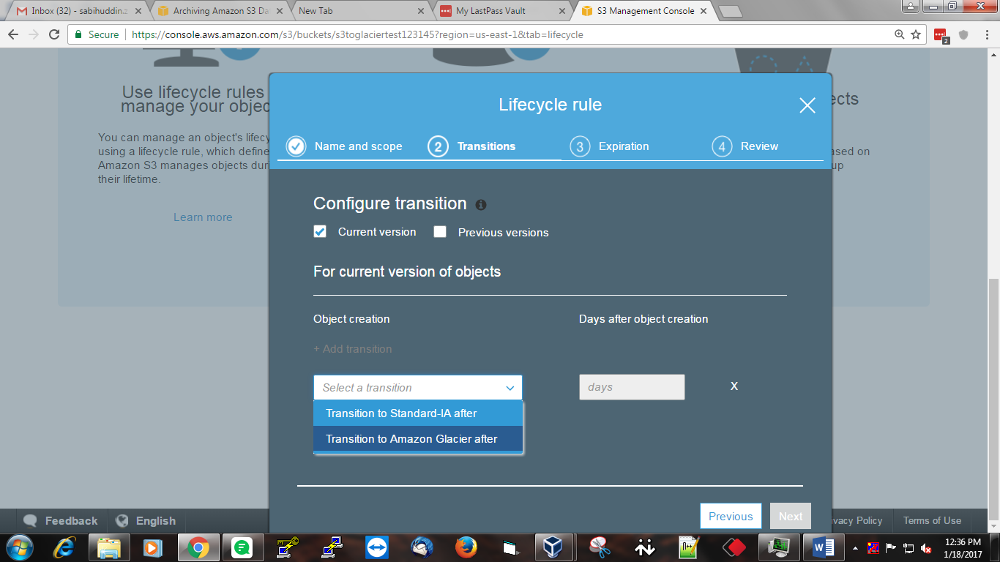 Inbox (32) - sabihuddin.z
Archiving Amazon S3 Da
New Tab
My LastPass Vault
S3 Management Console
Secure
https://console.aws.amazon.com/s3/buckets/s3toglaciertest123145?region=us-east-1&tab=lifecycle
2
Use lifecycle rules
manage your objec
You can manage an object's lifec
using a lifecycle rule, which define
Amazon S3 manages objects dur
their lifetime.
Learn more
ects
ased on
up
Lifecycle rule
Name and scope
2 Transitions
3 Expiration
4 Review
Configure transition
Current version
Previous versions
For current version of objects
Object creation
Days after object creation
+ Add transition
Select a transition
days
X
Transition to Standard-IA after
Transition to Amazon Glacier after
Previous
Next
Feedback
English
ivacy Policy
Terms of Use
12:36 PM
1/18/2017